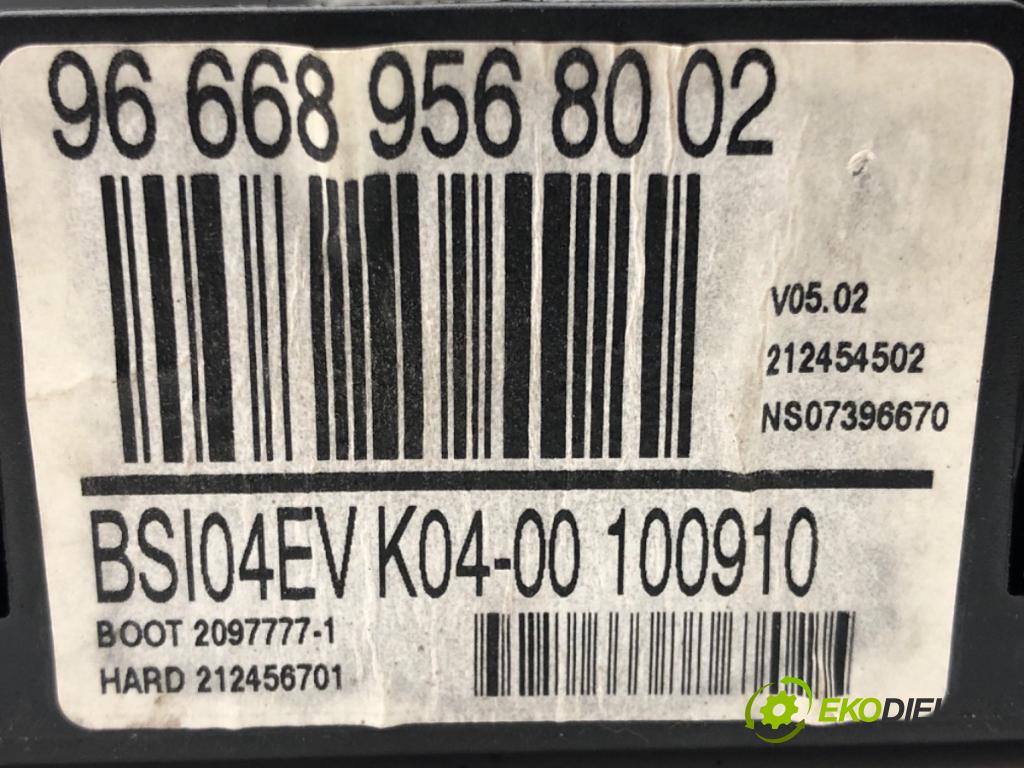 96 668 956 80 02
V05.02
212454502
NS07396670
BSI04EV K04-00 100910
BOOT 2097777-1
HARD 212456701
EKODIEL